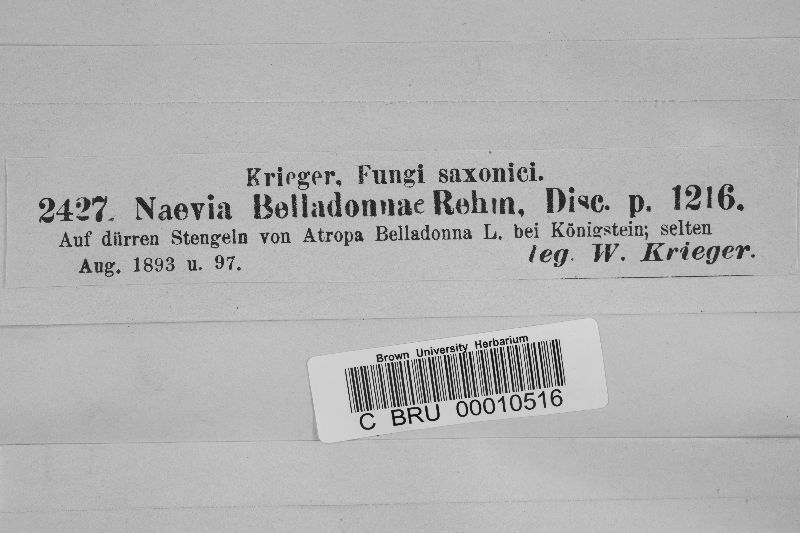 Krieger, Fungi saxonici.
2427. Naevia Belladonnae Rehm, Disc. p. 1216.
Auf dürren Stengeln von Atropa Belladonna L. bei Königstein; selten
Aug. 1893 u. 97.
leg. W. Krieger.
Brown University Herbarium
C BRU 00010516